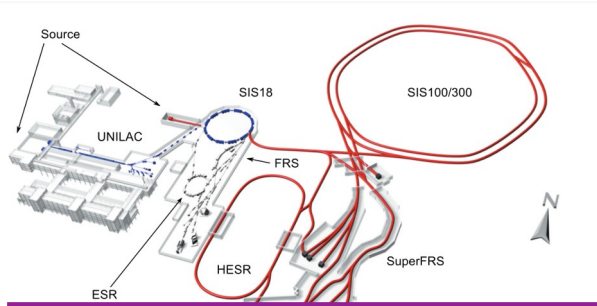 Source
SIS18
SIS100/300
UNILAC
FRS
N
SuperFRS
HESR
ESR